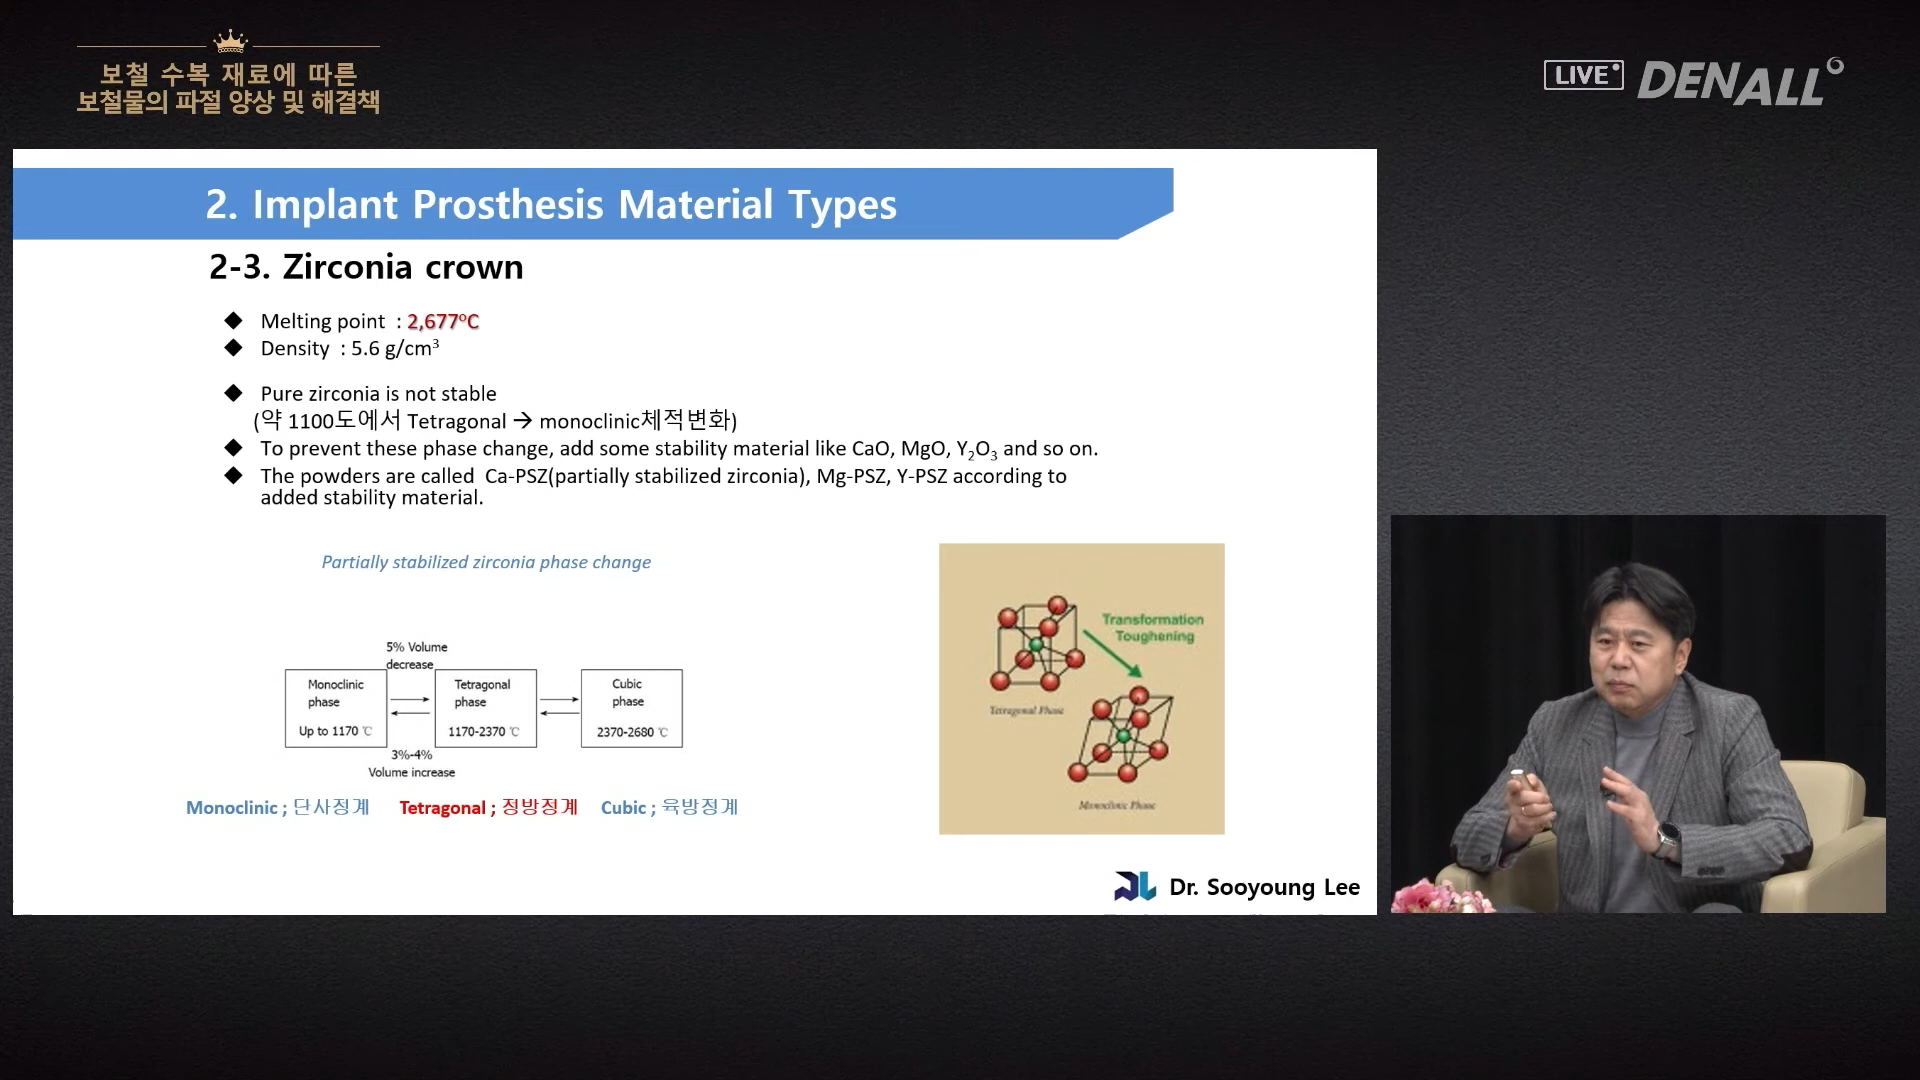 보철 수복 재료에 따른
보철물의 파절 양상 및 해결책
LIVE DENALL
2. Implant Prosthesis Material Types
2-3. Zirconia crown
◆ Melting point : 2,677°C
◆ Density : 5.6 g/cm³
◆ Pure zirconia is not stable
(약 1100도에서 Tetragonal → monoclinic체적변화)
◆ To prevent these phase change, add some stability material like CaO, MgO, Y₂O₃ and so on.
◆ The powders are called Ca-PSZ(partially stabilized zirconia), Mg-PSZ, Y-PSZ according to
added stability material.
Partially stabilized zirconia phase change
5% Volume
decrease
Monoclinic
phase
Up to 1170 ℃
Tetragonal
phase
1170-2370 ℃
Cubic
phase
2370-2680 ℃
3%-4%
Volume increase
Monoclinic ; 단사정계 Tetragonal ; 정방정계 Cubic ; 육방정계
Transformation
Toughening
Tetragonal Phase
Monoclinic Phase
Dr. Sooyoung Lee